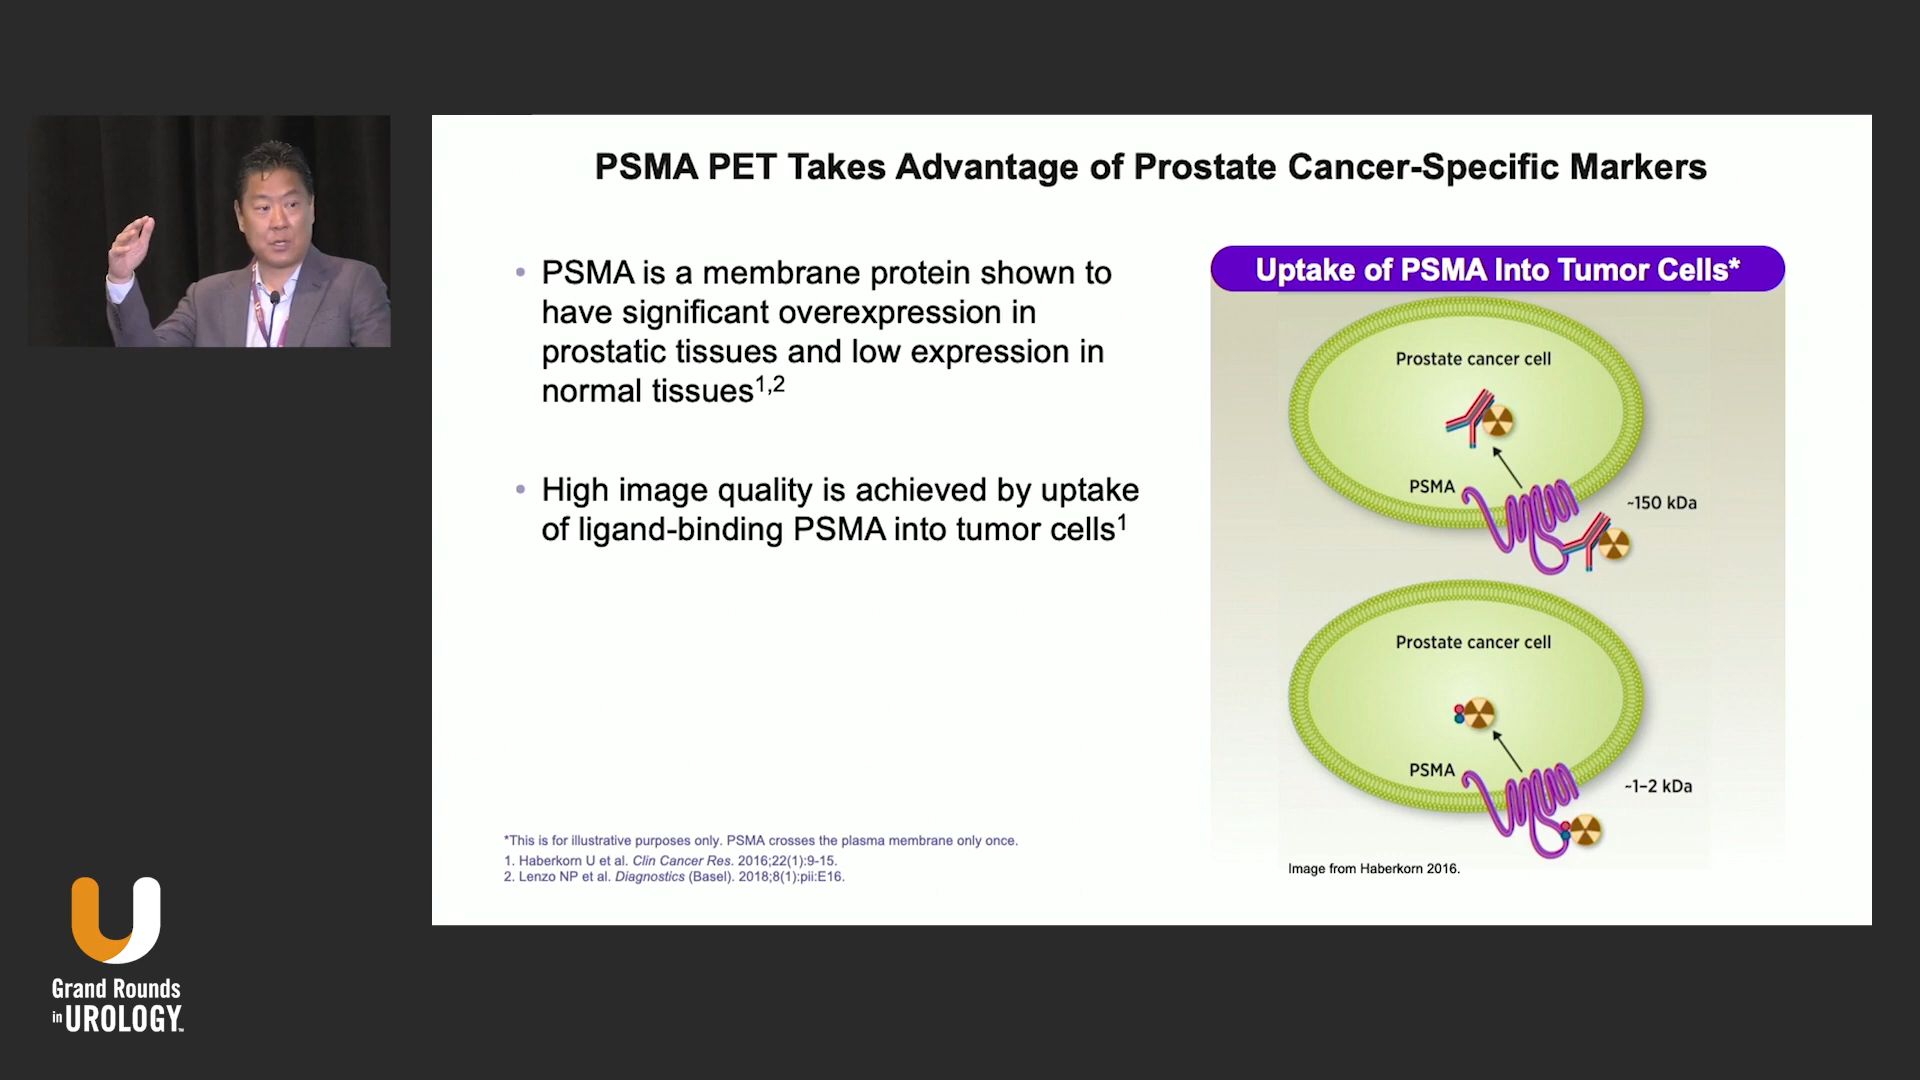 PSMA PET Takes Advantage of Prostate Cancer-Specific Markers
• PSMA is a membrane protein shown to
have significant overexpression in
prostatic tissues and low expression in
normal tissues1,2
• High image quality is achieved by uptake
of ligand-binding PSMA into tumor cells1
Uptake of PSMA Into Tumor Cells*
Prostate cancer cell
PSMA
~150 kDa
Prostate cancer cell
PSMA
~1–2 kDa
Image from Haberkorn 2016.
*This is for illustrative purposes only. PSMA crosses the plasma membrane only once.
1. Haberkorn U et al. Clin Cancer Res. 2016;22(1):9-15.
2. Lenzo NP et al. Diagnostics (Basel). 2018;8(1):pii:E16.
Grand Rounds
in UROLOGY™